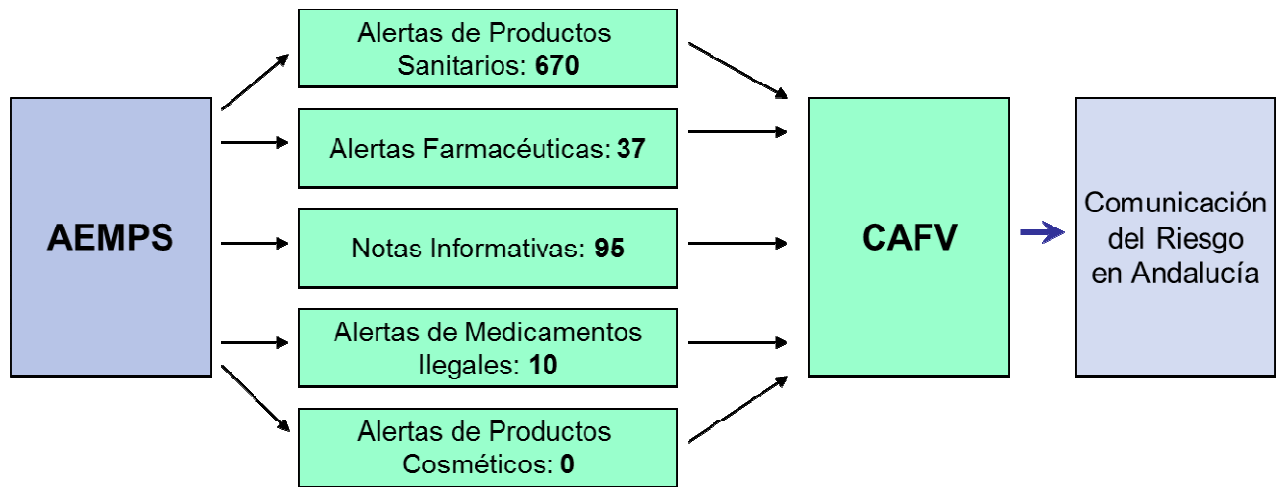 AEMPS
Alertas de Productos
Sanitarios: 670
Alertas Farmacéuticas: 37
Notas Informativas: 95
Alertas de Medicamentos
Ilegales: 10
Alertas de Productos
Cosméticos: 0
CAFV
Comunicación
del Riesgo
en Andalucía